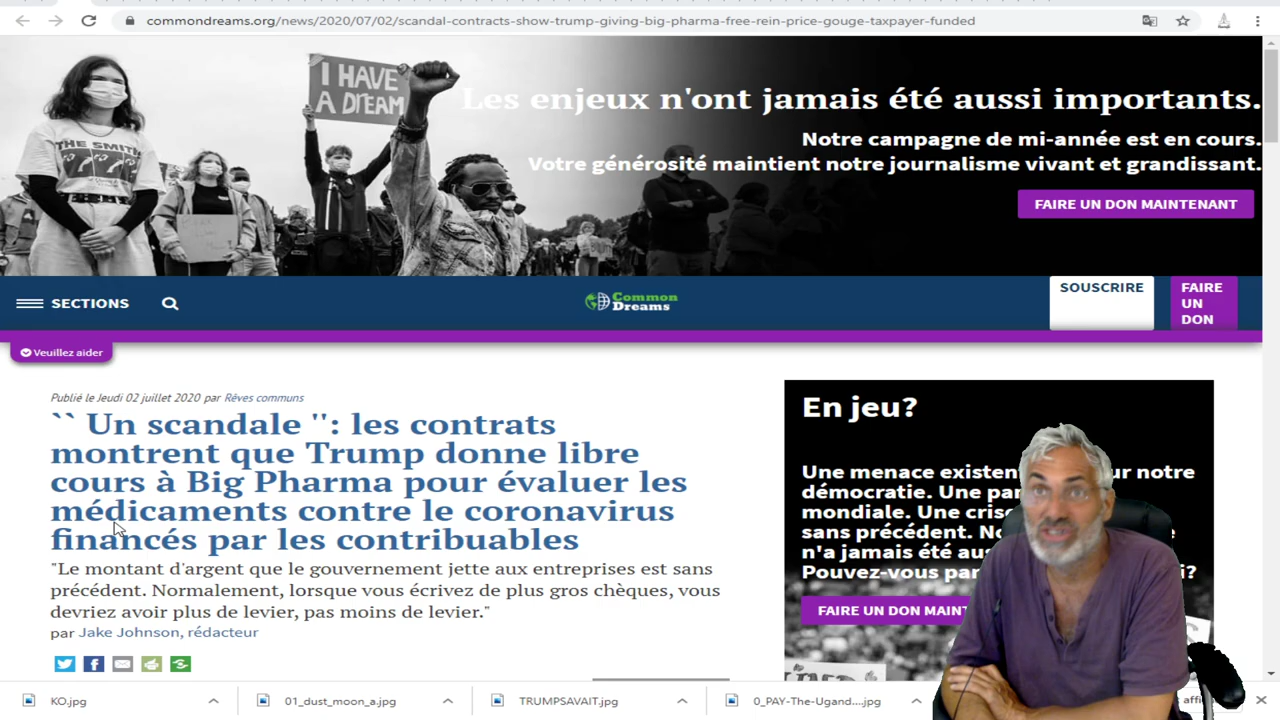 commondreams.org/news/2020/07/02/scandal-contracts-show-trump-giving-big-pharma-free-rein-price-gouge-taxpayer-funded
I HAVE
A DREAM
THE SMITH
Les enjeux n'ont jamais été aussi importants.
Notre campagne de mi-année est en cours.
Votre générosité maintient notre journalisme vivant et grandissant.
FAIRE UN DON MAINTENANT
SECTIONS
Common
Dreams
SOUSCRIRE
FAIRE
UN
DON
Veuillez aider
Publié le Jeudi 02 juillet 2020 par Rêves communs
`` Un scandale '': les contrats
montrent que Trump donne libre
cours à Big Pharma pour évaluer les
médicaments contre le coronavirus
financés par les contribuables
"Le montant d'argent que le gouvernement jette aux entreprises est sans
précédent. Normalement, lorsque vous écrivez de plus gros chèques, vous
devriez avoir plus de levier, pas moins de levier."
par Jake Johnson, rédacteur
En jeu?
Une menace existen ur notre
démocratie. Une pan
mondiale. Une crise
sans précédent. No e
n'a jamais été aus
Pouvez-vous par i?
FAIRE UN DON MAINT
KO.jpg
01_dust_moon_a.jpg
TRUMPSAVAIT.jpg
0_PAY-The-Ugand....jpg
t affi